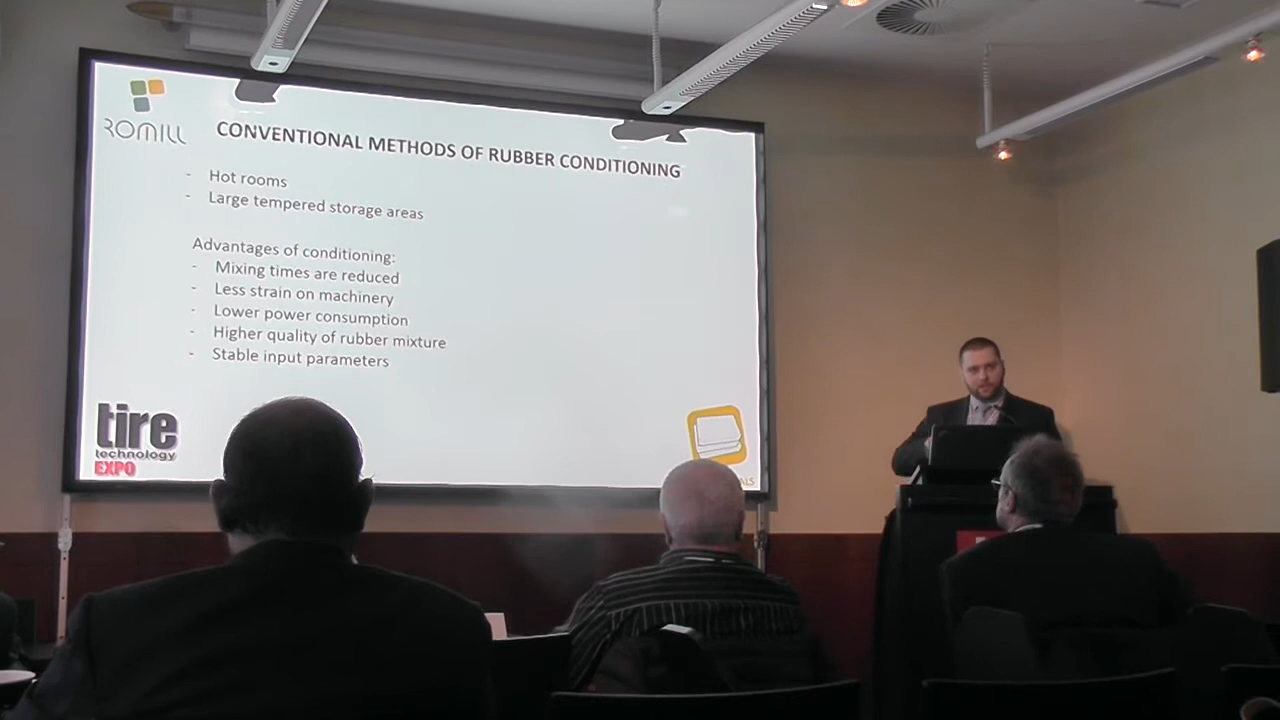 ROMILL
CONVENTIONAL METHODS OF RUBBER CONDITIONING
- Hot rooms
- Large tempered storage areas
Advantages of conditioning:
- Mixing times are reduced
- Less strain on machinery
- Lower power consumption
- Higher quality of rubber mixture
- Stable input parameters
tire
technology
EXPO